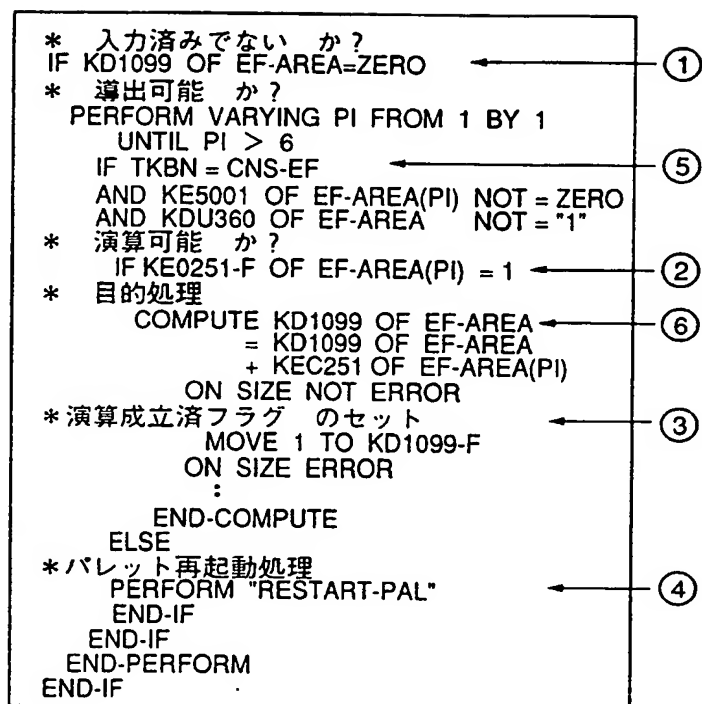 * 入力済みでない か?
IF KD1099 OF EF-AREA=ZERO ①
* 導出可能 か?
PERFORM VARYING PI FROM 1 BY 1
UNTIL PI > 6
IF TKBN = CNS-EF ⑤
AND KE5001 OF EF-AREA(PI) NOT = ZERO
AND KDU360 OF EF-AREA NOT = "1"
* 演算可能 か?
IF KE0251-F OF EF-AREA(PI) = 1 ②
* 目的処理
COMPUTE KD1099 OF EF-AREA ⑥
= KD1099 OF EF-AREA
+ KEC251 OF EF-AREA(PI)
ON SIZE NOT ERROR
*演算成立済フラグ のセット ③
MOVE 1 TO KD1099-F
ON SIZE ERROR
:
END-COMPUTE
ELSE
*パレット再起動処理
PERFORM "RESTART-PAL" ④
END-IF
END-IF
END-PERFORM
END-IF